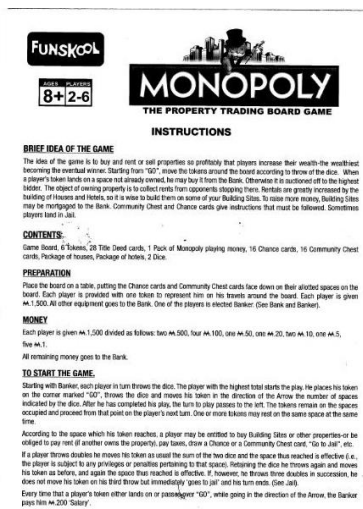 FUNSKOOL
AGES PLAYERS
8+ 2-6
MONOPOLY
THE PROPERTY TRADING BOARD GAME
INSTRUCTIONS
BRIEF IDEA OF THE GAME
The idea of the game is to buy and rent or sell properties so profitably that players increase their wealth-the wealthiest
becoming the eventual winner. Starting from "GO", move the tokens around the board according to throw of the dice. When
a player's token lands on a space not already owned, he may buy it from the Bank. Otherwise it is auctioned off to the highest
bidder. The object of owning property is to collect rents from opponents stopping there. Rentals are greatly increased by the
building of Houses and Hotels, so it is wise to build them on some of your Building Sites. To raise more money, Building Sites
may be mortgaged to the Bank. Community Chest and Chance cards give instructions that must be followed. Sometimes
players land in Jail.
CONTENTS:
Game Board, 6 Tokens, 28 Title Deed cards, 1 Pack of Monopoly playing money, 16 Chance cards, 16 Community Chest
cards, Package of houses, Package of hotels, 2 Dice.
PREPARATION
Place the board on a table, putting the Chance cards and Community Chest cards face down on their allotted spaces on the
board. Each player is provided with one token to represent him on his travels around the board. Each player is given
₩.1,500. All other equipment goes to the Bank. One of the players is elected Banker. (See Bank and Banker).
MONEY
Each player is given ₩.1,500 divided as follows: two ₩.500, four ₩.100, one ₩.50, one ₩.20, two ₩.10, one ₩.5,
five ₩.1.
All remaining money goes to the Bank.
TO START THE GAME.
Starting with Banker, each player in turn throws the dice. The player with the highest total starts the play. He places his token
on the corner marked "GO", throws the dice and moves his token in the direction of the Arrow the number of spaces
indicated by the dice. After he has completed his play, the turn to play passes to the left. The tokens remain on the spaces
occupied and proceed from that point on the player's next turn. One or more tokens may rest on the same space at the same
time.
According to the space which his token reaches, a player may be entitled to buy Building Sites or other properties-or be
obliged to pay rent (if another owns the property), pay taxes, draw a Chance or a Community Chest card, "Go to Jail", etc.
If a player throws doubles he moves his token as usual the sum of the two dice and the space thus reached is effective (i.e.,
the player is subject to any privileges or penalties pertaining to that space). Retaining the dice he throws again and moves
his token as before, and again the space thus reached is effective. If, however, he throws three doubles in succession, he
does not move his token on his third throw but immediately 'goes to jail' and his turn ends. (See Jail).
Every time that a player's token either lands on or passes over "GO", while going in the direction of the Arrow, the Banker
pays him ₩.200 'Salary'.